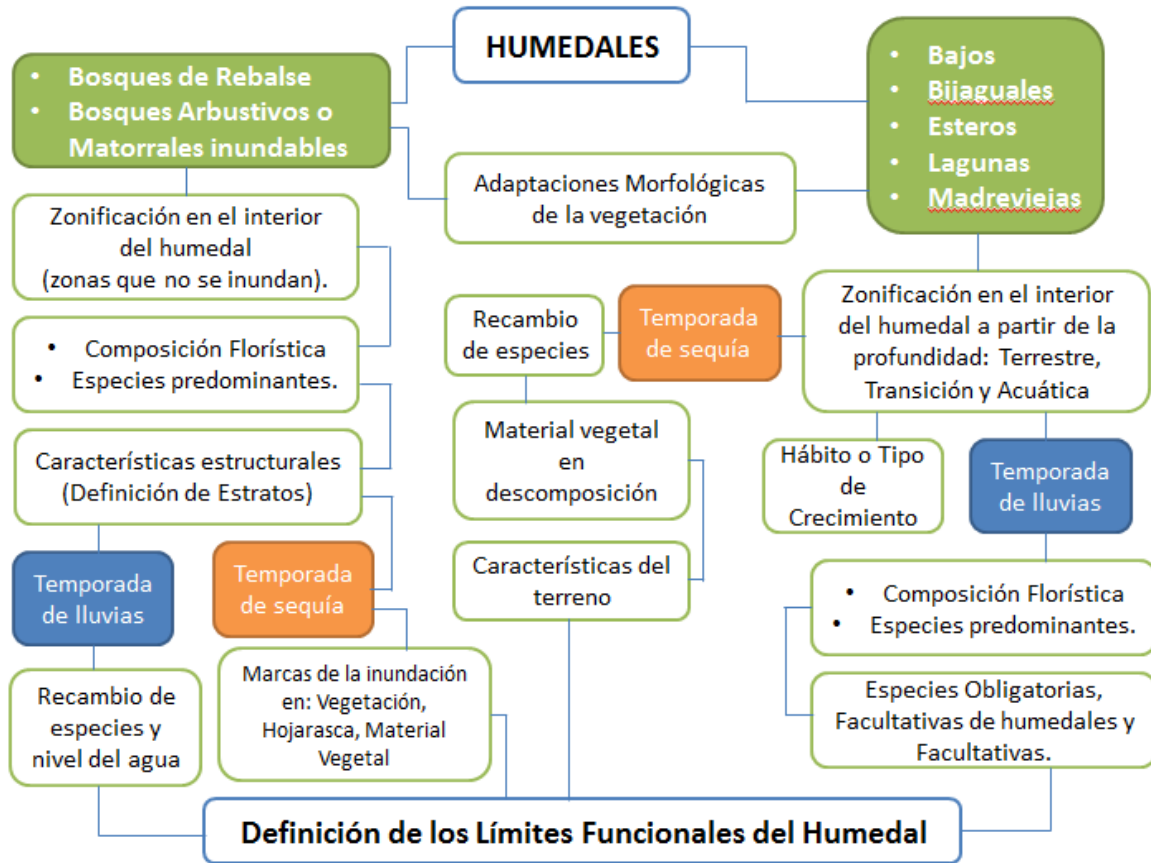 HUMEDALES
• Bosques de Rebalse
• Bosques Arbustivos o
Matorrales inundables
• Bajos
• Bijaguales
• Esteros
• Lagunas
• Madreviejas
Adaptaciones Morfológicas
de la vegetación
Zonificación en el interior
del humedal
(zonas que no se inundan).
• Composición Florística
• Especies predominantes.
Características estructurales
(Definición de Estratos)
Temporada
de lluvias
Temporada
de sequía
Recambio de
especies y
nivel del agua
Marcas de la inundación
en: Vegetación,
Hojarasca, Material
Vegetal
Recambio
de especies
Temporada
de sequía
Zonificación en el interior
del humedal a partir de la
profundidad: Terrestre,
Transición y Acuática
Material vegetal
en
descomposición
Características del
terreno
Hábito o Tipo
de
Crecimiento
Temporada
de lluvias
• Composición Florística
• Especies predominantes.
Especies Obligatorias,
Facultativas de humedales y
Facultativas.
Definición de los Límites Funcionales del Humedal